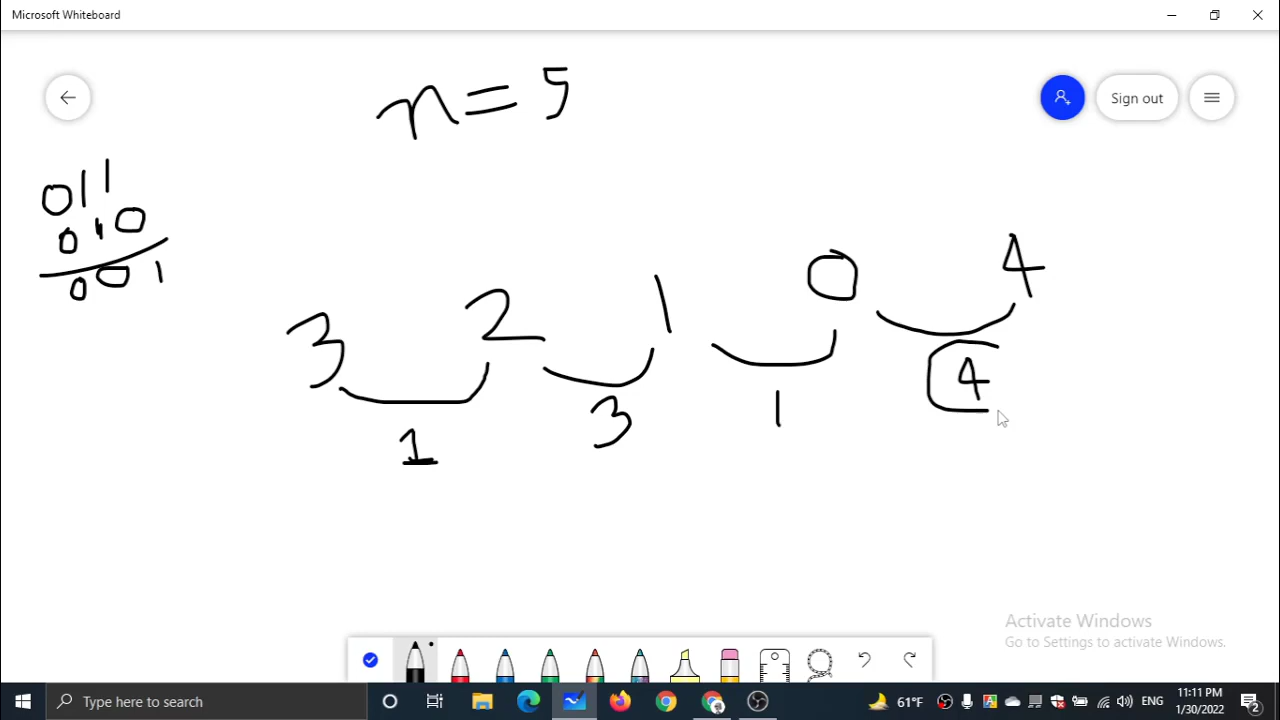 Microsoft Whiteboard
n = 5
Sign out
011
010
001
3 2 1 0 4
1 3 1 4
Activate Windows
Go to Settings to activate Windows.
Type here to search
61°F
ENG
11:11 PM
1/30/2022
2